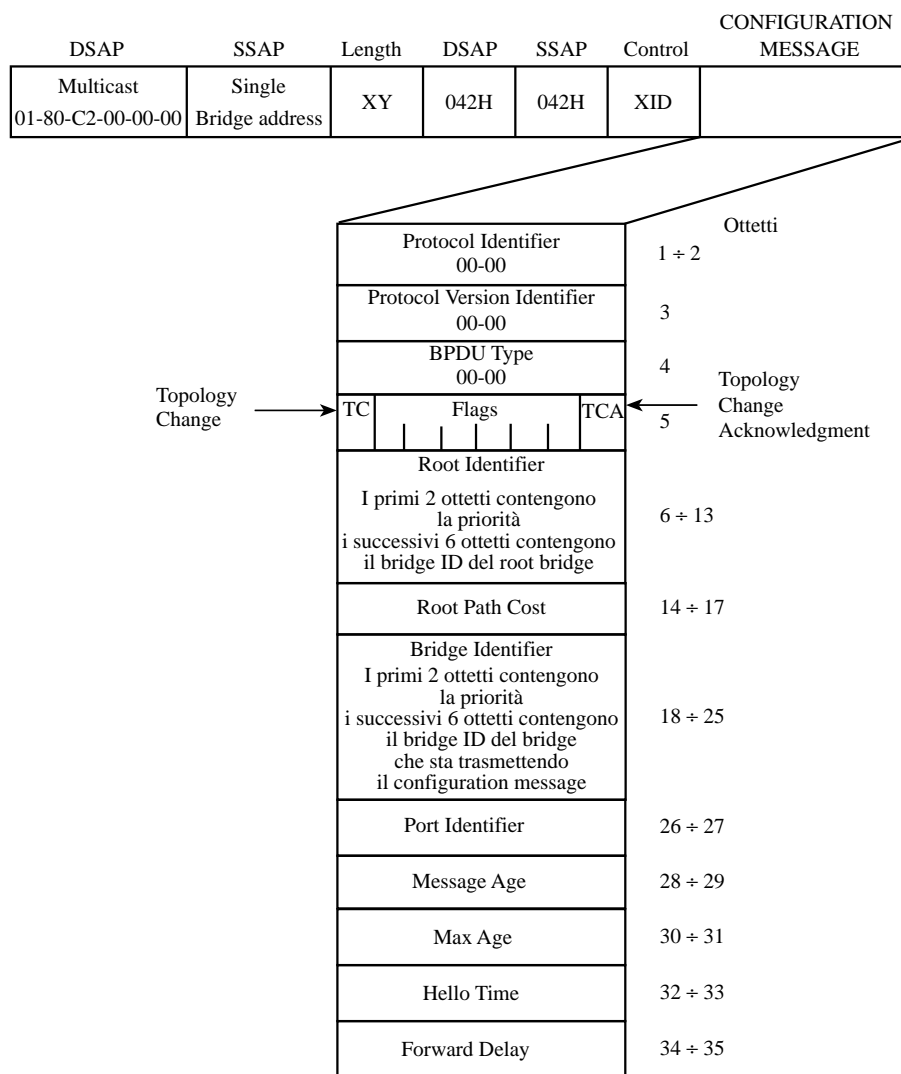 CONFIGURATION
DSAP SSAP Length DSAP SSAP Control MESSAGE
Multicast
01-80-C2-00-00-00
Single
Bridge address
XY
042H
042H
XID
Ottetti
Protocol Identifier
00-00
1 ÷ 2
Protocol Version Identifier
00-00
3
BPDU Type
00-00
4
Topology
Change
TC
Flags
TCA
5
Topology
Change
Acknowledgment
Root Identifier
I primi 2 ottetti contengono
la priorità
i successivi 6 ottetti contengono
il bridge ID del root bridge
6 ÷ 13
Root Path Cost
14 ÷ 17
Bridge Identifier
I primi 2 ottetti contengono
la priorità
i successivi 6 ottetti contengono
il bridge ID del bridge
che sta trasmettendo
il configuration message
18 ÷ 25
Port Identifier
26 ÷ 27
Message Age
28 ÷ 29
Max Age
30 ÷ 31
Hello Time
32 ÷ 33
Forward Delay
34 ÷ 35